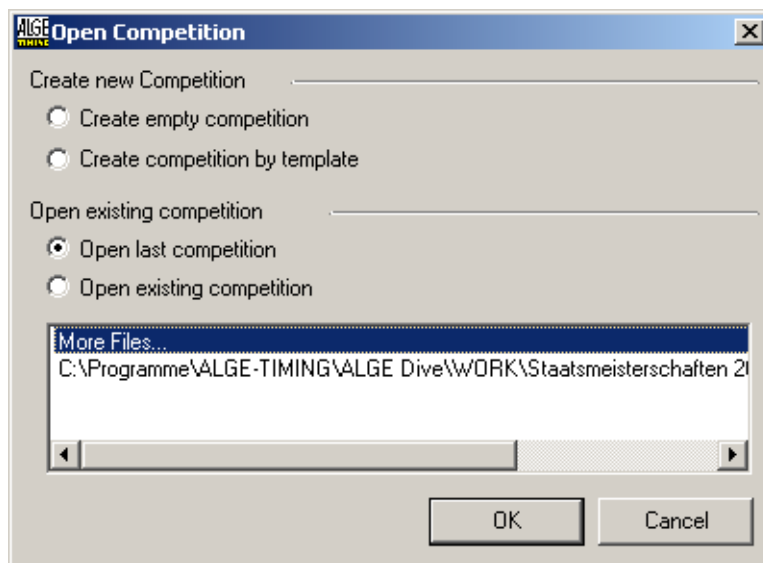 ALGE
TIMING
Open Competition
Create new Competition
Create empty competition
Create competition by template
Open existing competition
Open last competition
Open existing competition
More Files...
C:\Programme\ALGE-TIMING\ALGE Dive\WORK\Staatsmeisterschaften
OK
Cancel